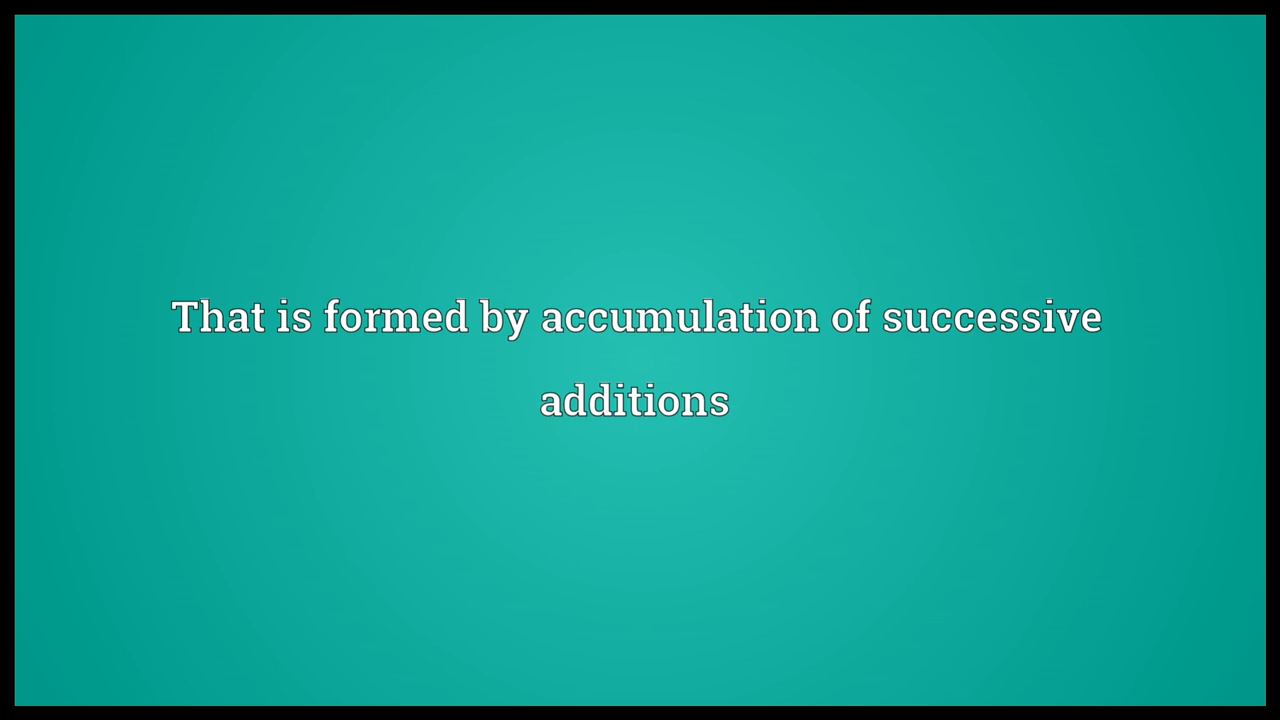 That is formed by accumulation of successive
additions